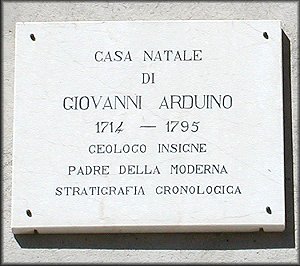 CASA NATALE
DI
GIOVANNI ARDUINO
1714 — 1795
GEOLOGO INSIGNE
PADRE DELLA MODERNA
STRATIGRAFIA CRONOLOGICA